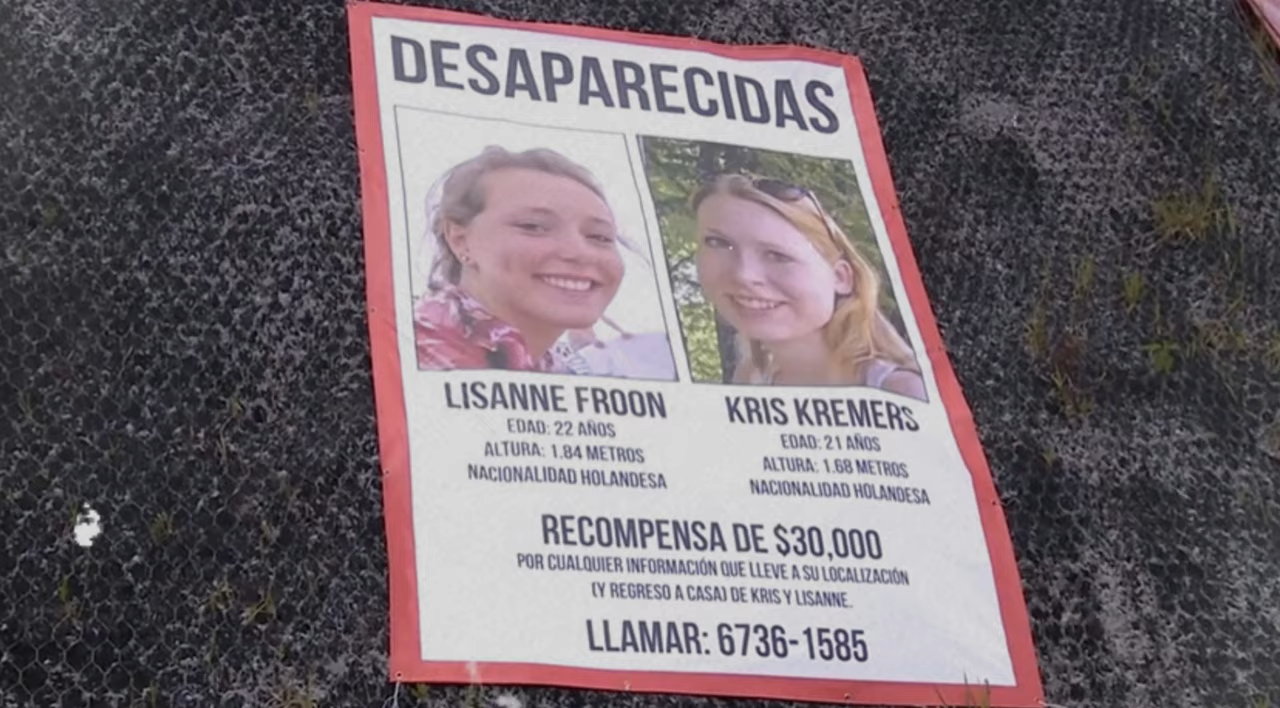 DESAPARECIDAS
LISANNE FROON
EDAD: 22 AÑOS
ALTURA: 1.84 METROS
NACIONALIDAD HOLANDESA
KRIS KREMERS
EDAD: 21 AÑOS
ALTURA: 1.68 METROS
NACIONALIDAD HOLANDESA
RECOMPENSA DE $30,000
POR CUALQUIER INFORMACIÓN QUE LLEVE A SU LOCALIZACIÓN
(Y REGRESO A CASA) DE KRIS Y LISANNE.
LLAMAR: 6736-1585